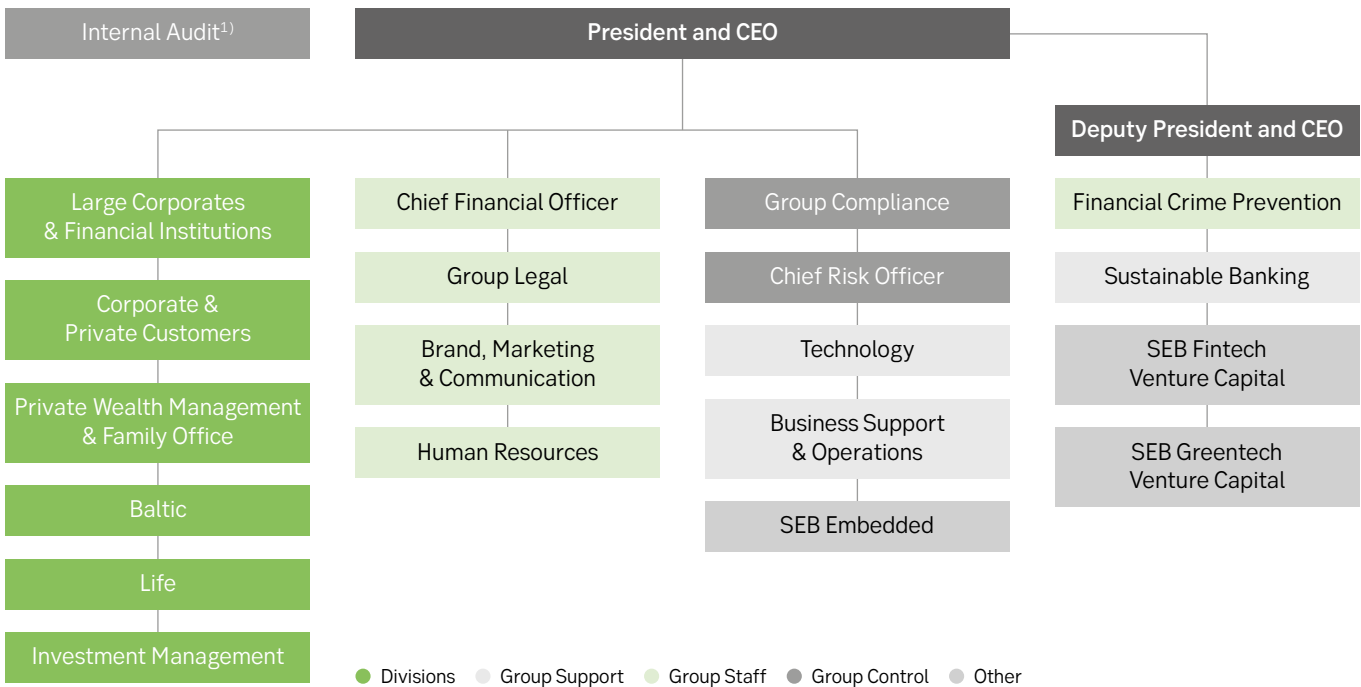 Internal Audit1)
President and CEO
Deputy President and CEO
Large Corporates
& Financial Institutions
Corporate &
Private Customers
Private Wealth Management
& Family Office
Baltic
Life
Investment Management
Chief Financial Officer
Group Legal
Brand, Marketing
& Communication
Human Resources
Group Compliance
Chief Risk Officer
Technology
Business Support
& Operations
SEB Embedded
Financial Crime Prevention
Sustainable Banking
SEB Fintech
Venture Capital
SEB Greentech
Venture Capital
Divisions Group Support Group Staff Group Control Other